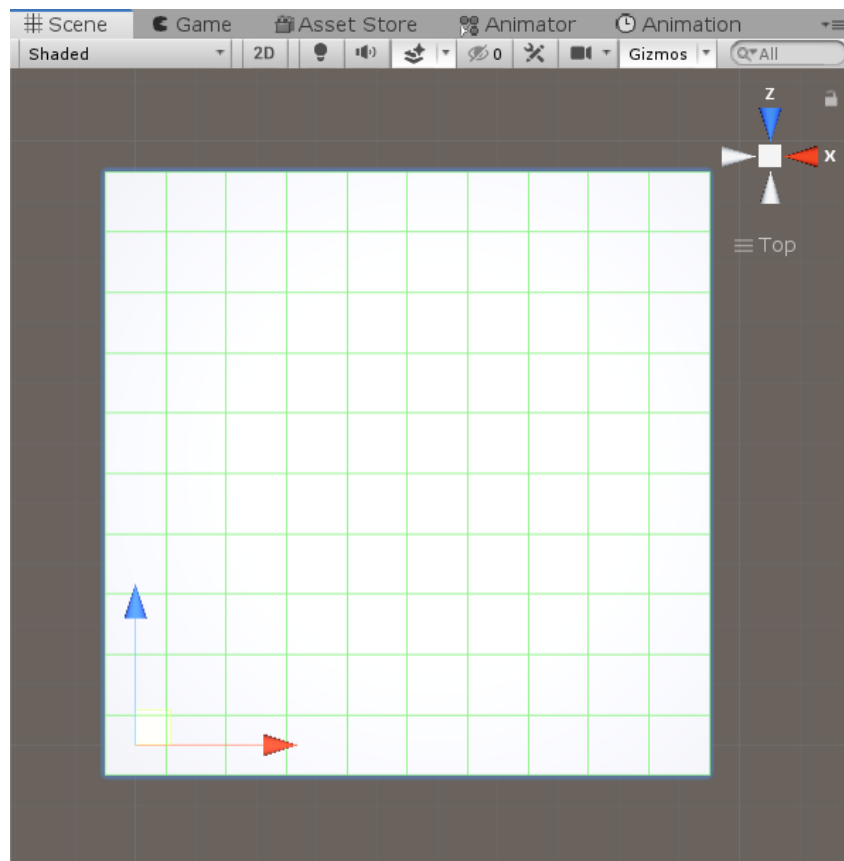 Scene Game Asset Store Animator Animation
Shaded 2D 0 Gizmos All
Z
X
Top